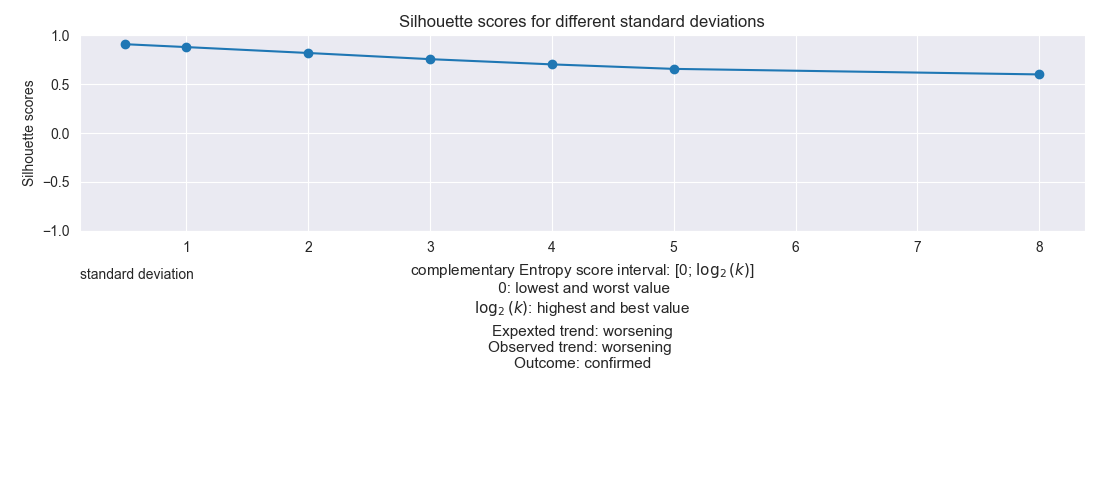 Silhouette scores for different standard deviations
Silhouette scores
1.0
0.5
0.0
−0.5
−1.0
1 2 3 4 5 6 7 8
standard deviation
complementary Entropy score interval: [0; log₂(k)]
0: lowest and worst value
log₂(k): highest and best value
Expexted trend: worsening
Observed trend: worsening
Outcome: confirmed